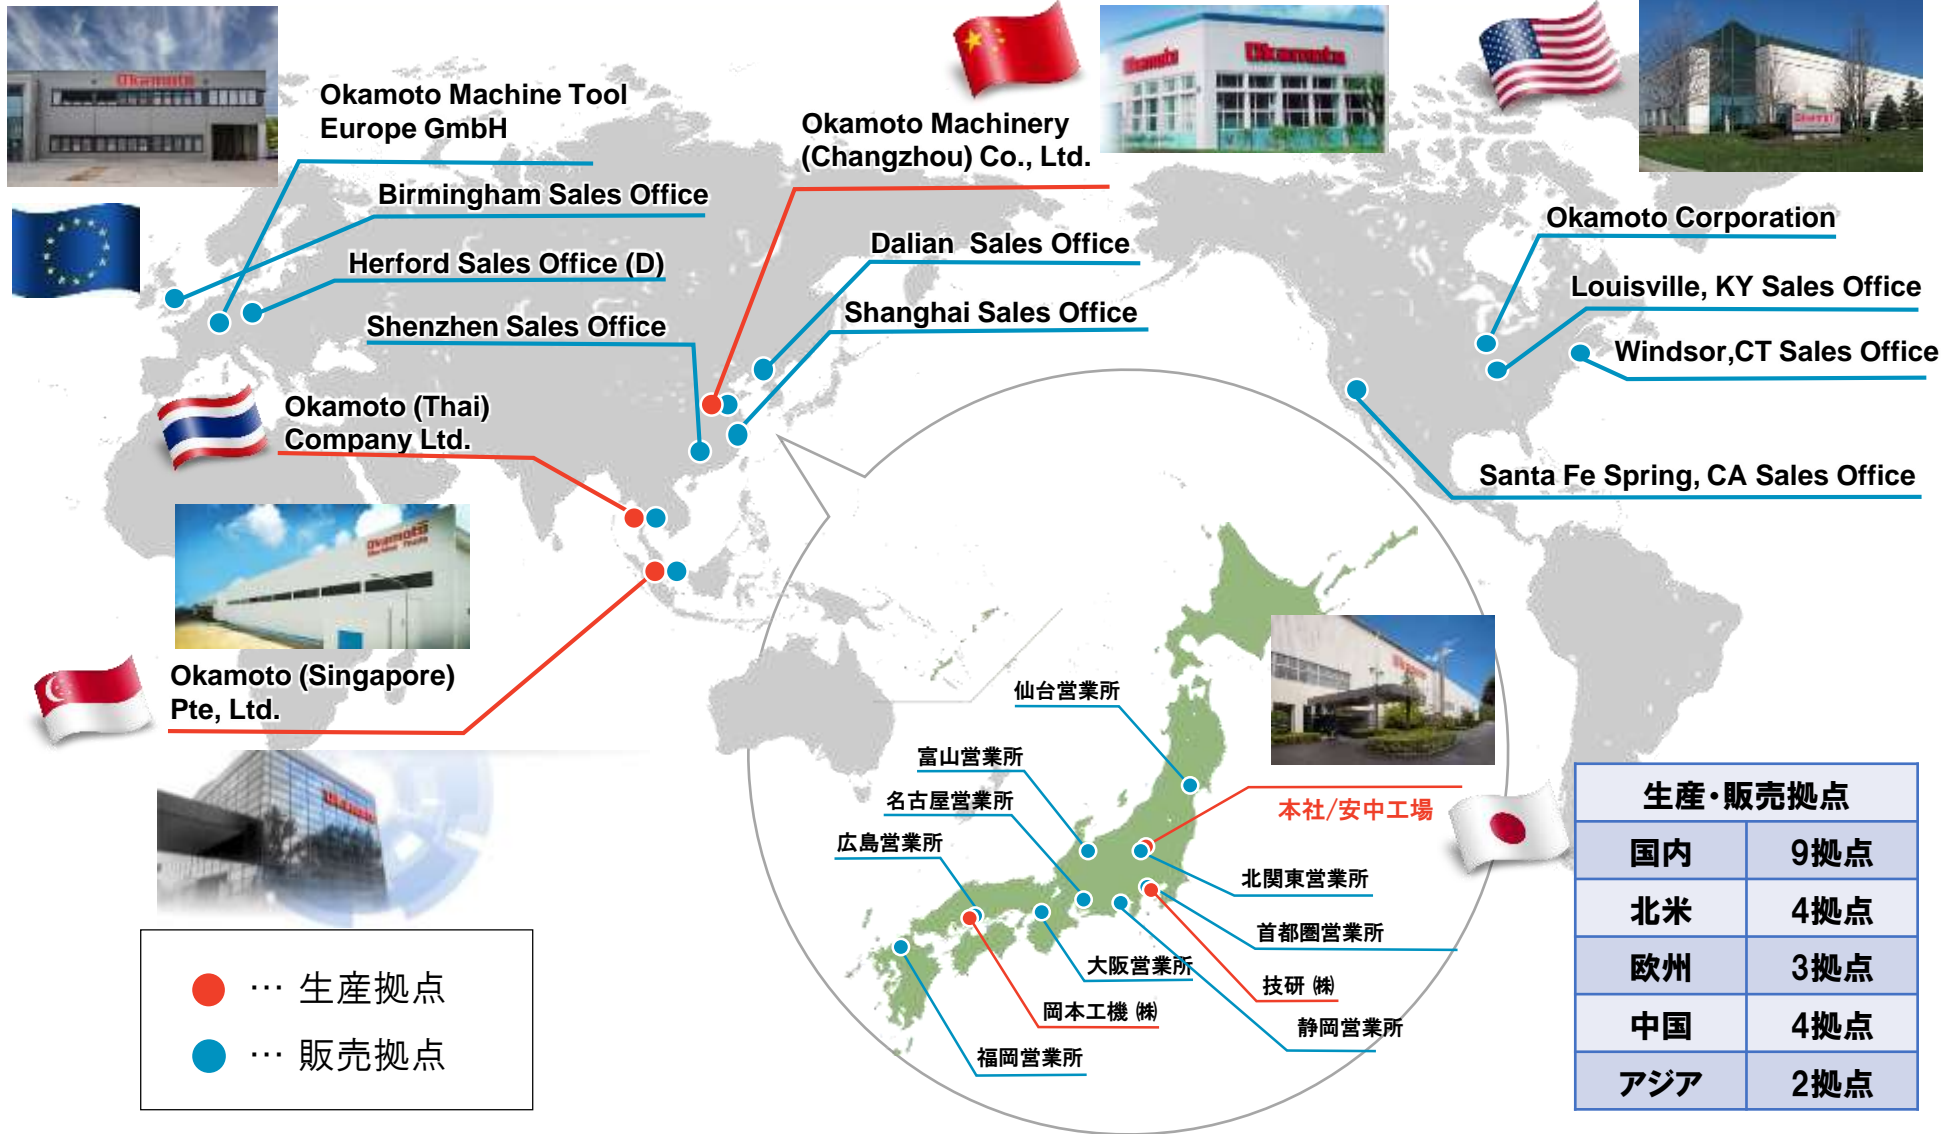 Okamoto
Okamoto Machine Tool
Europe GmbH
Birmingham Sales Office
Herford Sales Office (D)
Shenzhen Sales Office
Okamoto Machinery
(Changzhou) Co., Ltd.
Okamoto
Okamoto
Dalian Sales Office
Shanghai Sales Office
Okamoto
Okamoto Corporation
Louisville, KY Sales Office
Windsor,CT Sales Office
Santa Fe Spring, CA Sales Office
Okamoto (Thai)
Company Ltd.
Okamoto
Okamoto (Singapore)
Pte, Ltd.
Okamoto
Okamoto
仙台営業所
富山営業所
名古屋営業所
広島営業所
本社/安中工場
北関東営業所
首都圏営業所
大阪営業所
技研 ㈱
岡本工機 ㈱
静岡営業所
福岡営業所
… 生産拠点
… 販売拠点
生産・販売拠点
国内 9拠点
北米 4拠点
欧州 3拠点
中国 4拠点
アジア 2拠点